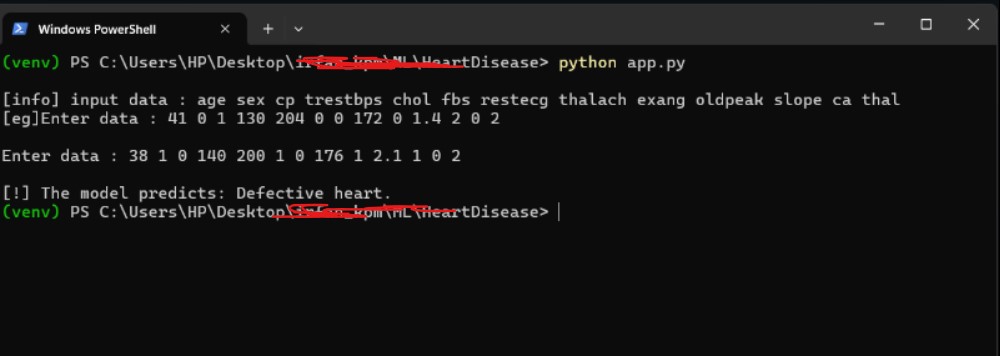 Windows PowerShell
(venv) PS C:\Users\HP\Desktop\ \ML\HeartDisease> python app.py
[info] input data : age sex cp trestbps chol fbs restecg thalach exang oldpeak slope ca thal
[eg]Enter data : 41 0 1 130 204 0 0 172 0 1.4 2 0 2
Enter data : 38 1 0 140 200 1 0 176 1 2.1 1 0 2
[!] The model predicts: Defective heart.
(venv) PS C:\Users\HP\Desktop\ \ML\HeartDisease>